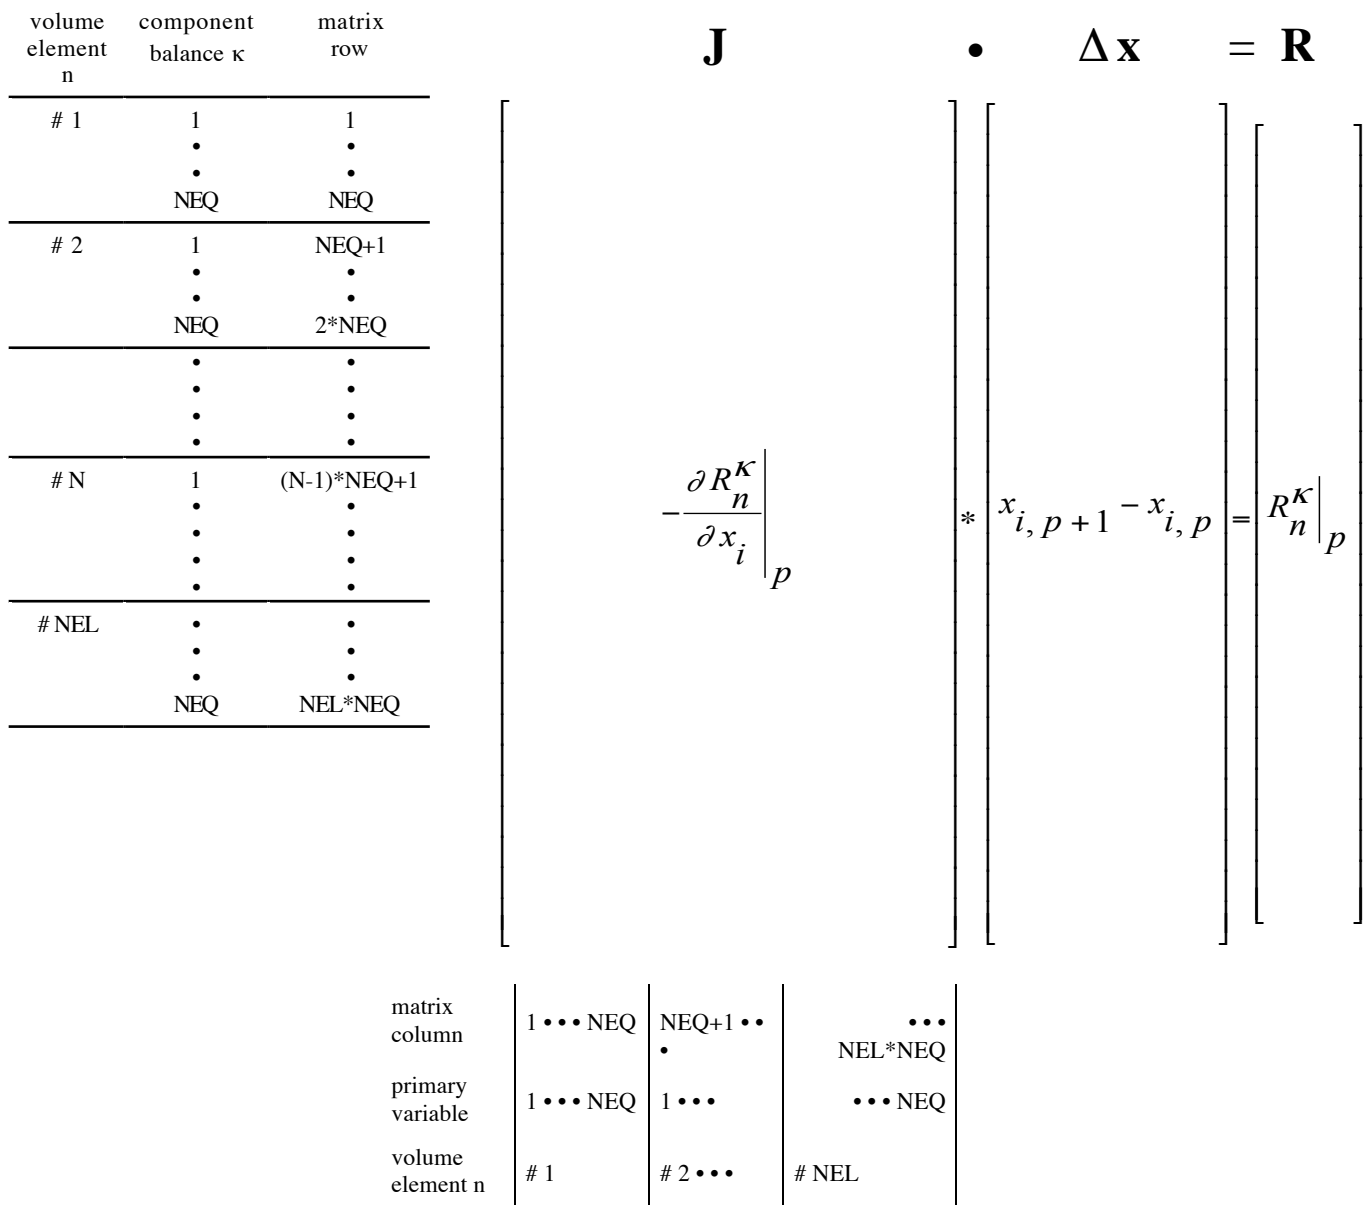 volume component matrix
element balance κ row
n
J • Δx = R
# 1 1 1
• •
• •
NEQ NEQ
# 2 1 NEQ+1
• •
• •
NEQ 2*NEQ
• •
• •
• •
• •
# N 1 (N-1)*NEQ+1
• •
• •
• •
• •
# NEL • •
• •
• •
NEQ NEL*NEQ
-∂R_n^κ/∂x_i|_p * x_{i, p+1} - x_{i, p} = R_n^κ|_p
matrix
column
1 • • • NEQ NEQ+1 • • • • •
• NEL*NEQ
primary
variable
1 • • • NEQ 1 • • • • • • NEQ
volume
element n
# 1 # 2 • • • # NEL